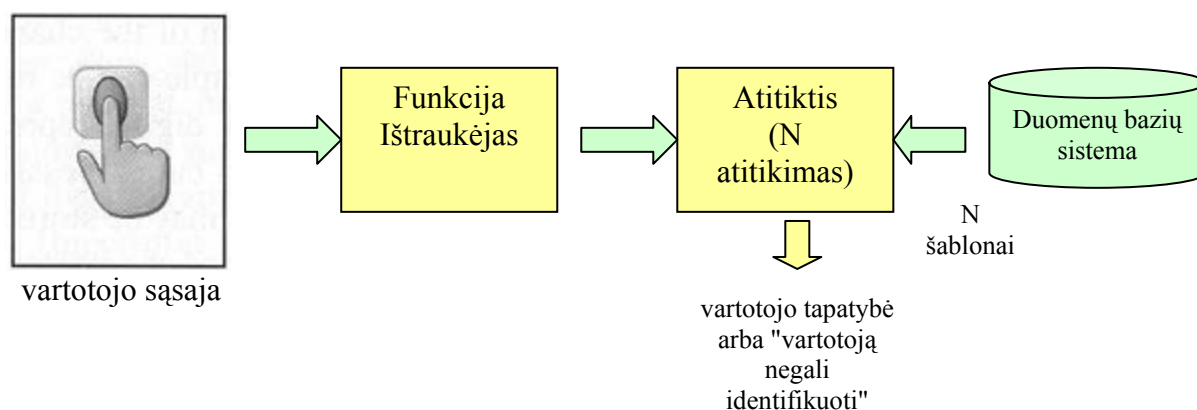 vartotojo sąsaja
Funkcija
Ištraukėjas
Atitiktis
(N
atitikimas)
Duomenų bazių
sistema
N
šablonai
vartotojo tapatybė
arba "vartotoją
negali
identifikuoti"